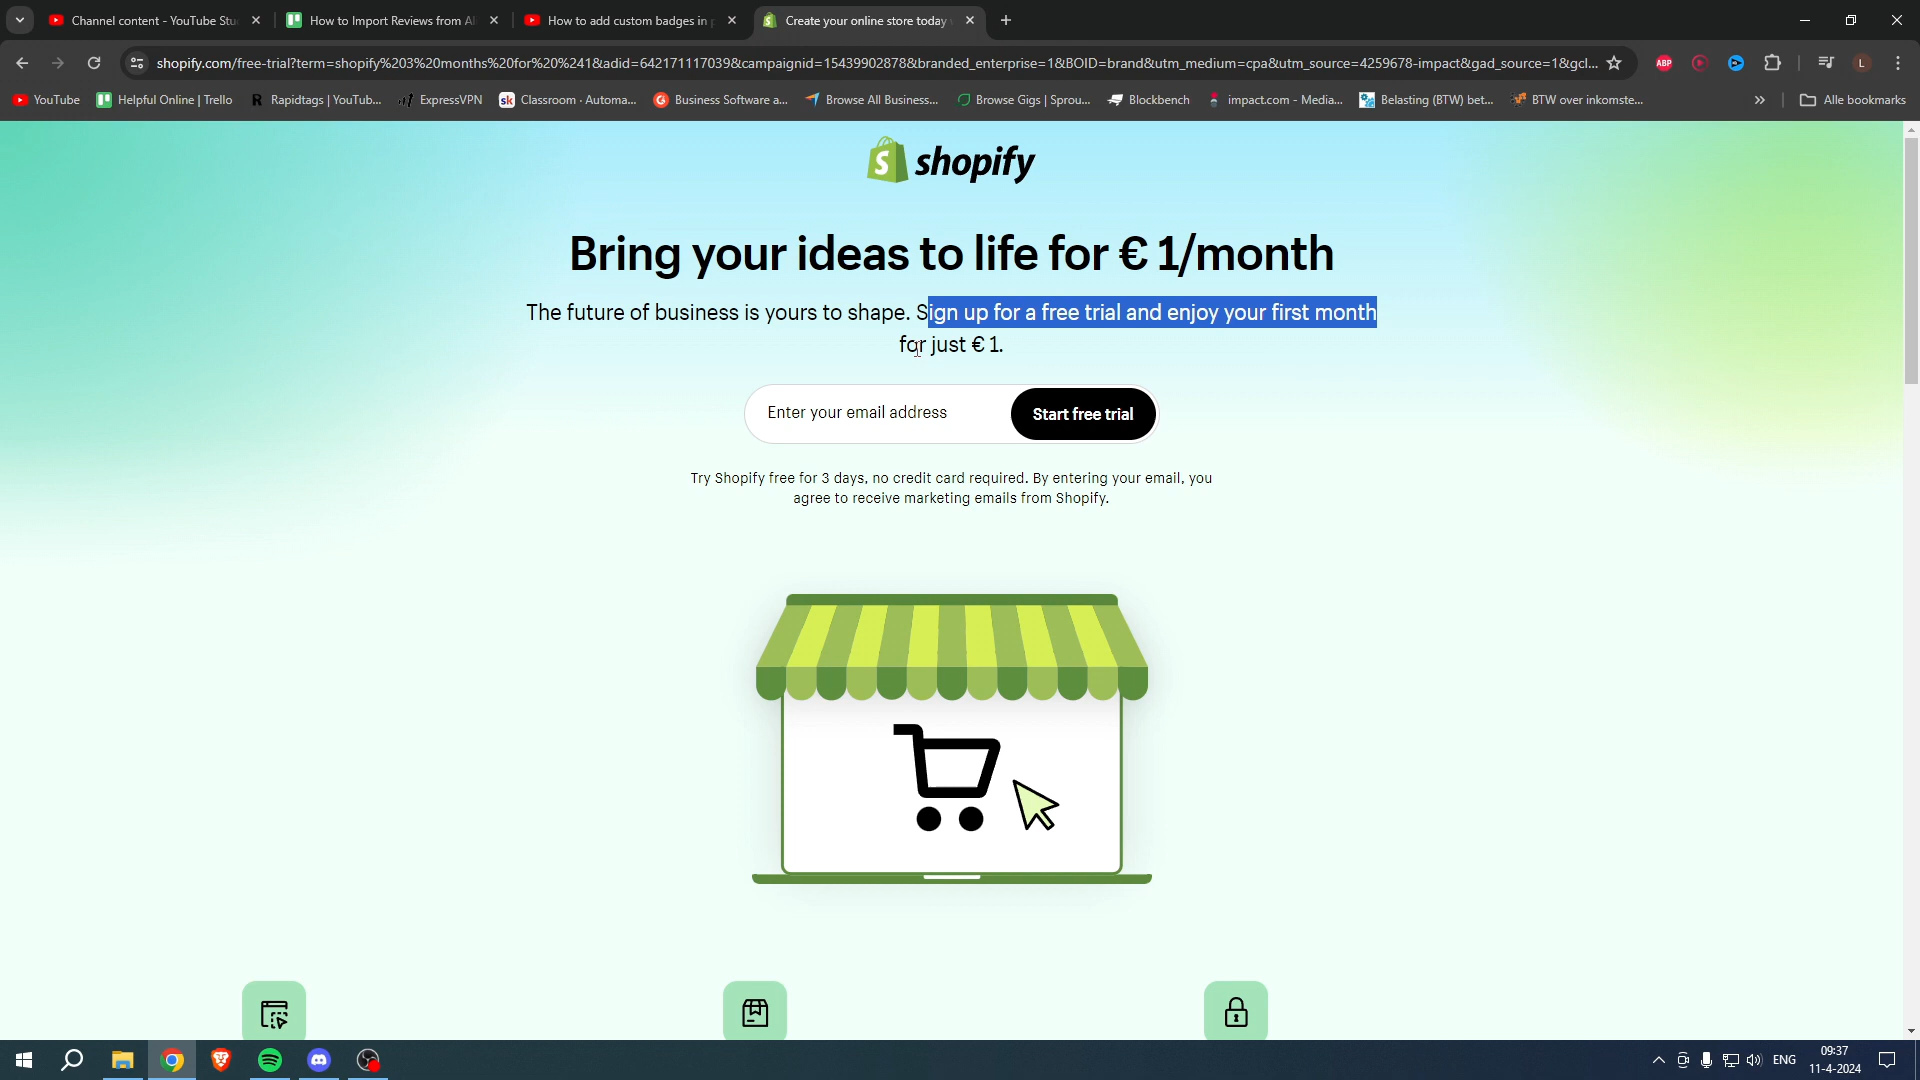 Channel content - YouTube Stu
How to Import Reviews from Al
How to add custom badges in
Create your online store today
shopify.com/free-trial?term=shopify%203%20months%20for%20%241&adid=642171117039&campaignid=15439902878&branded_enterprise=1&BOID=brand&utm_medium=cpa&utm_source=4259678-impact&gad_source=1&gcl...
ABP
L
YouTube
Helpful Online | Trello
Rapidtags | YouTub...
ExpressVPN
sk Classroom - Automa...
Business Software a...
Browse All Business...
Browse Gigs | Sprou...
Blockbench
impact.com - Media...
Belasting (BTW) bet...
BTW over inkomste...
»
Alle bookmarks
shopify
Bring your ideas to life for € 1/month
The future of business is yours to shape. Sign up for a free trial and enjoy your first month
for just € 1.
Enter your email address
Start free trial
Try Shopify free for 3 days, no credit card required. By entering your email, you
agree to receive marketing emails from Shopify.
ENG
09:37
11-4-2024